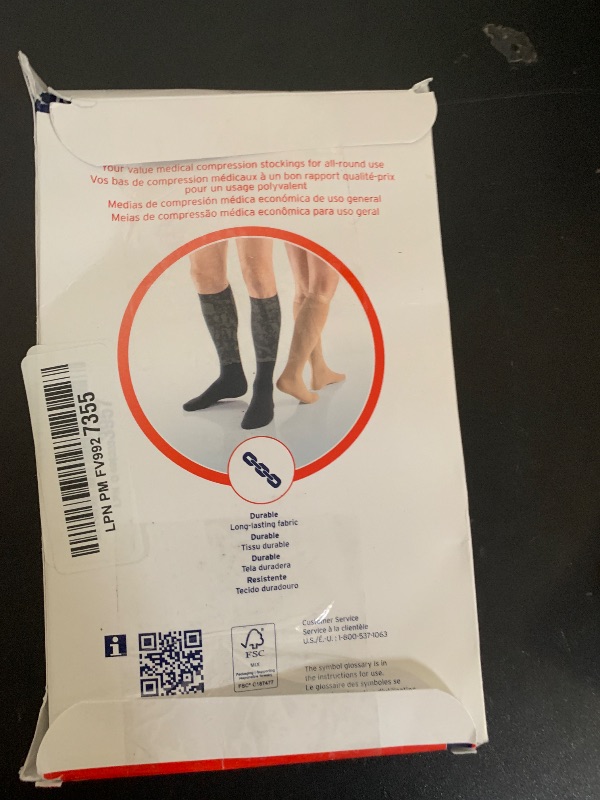 Your value medical compression stockings for all-round use
Vos bas de compression médicaux à un bon rapport qualité-prix
pour un usage polyvalent
Medias de compresión médica económica de uso general
Meias de compressão médica econômica para uso geral
LPN PM FV992 7355
Durable
Long-lasting fabric
Durable
Tissu durable
Durable
Tela duradera
Resistente
Tecido duradouro
i
FSC
MIX
FSC® C187477
Customer Service
Service à la clientèle
U.S./É.-U. : 1-800-537-1063
The symbol glossary is in
the instructions for use.
Le glossaire des symboles se